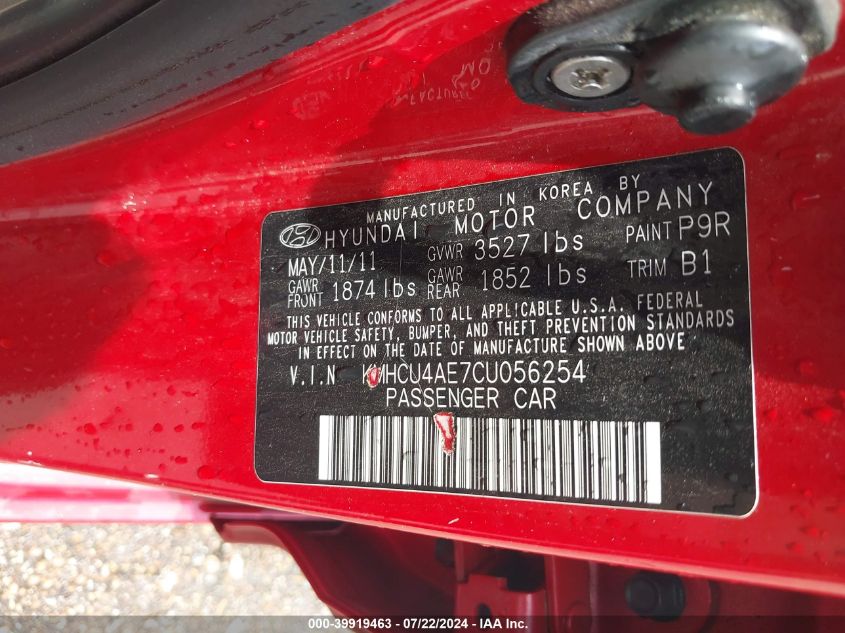 MANUFACTURED IN KOREA BY
HYUNDAI MOTOR COMPANY
MAY/11/11 GVWR 3527 lbs PAINT P9R
GAWR FRONT 1874 lbs GAWR REAR 1852 lbs TRIM B1
THIS VEHICLE CONFORMS TO ALL APPLICABLE U.S.A. FEDERAL
MOTOR VEHICLE SAFETY, BUMPER, AND THEFT PREVENTION STANDARDS
IN EFFECT ON THE DATE OF MANUFACTURE SHOWN ABOVE
V.I.N KMHCU4AE7CU056254
PASSENGER CAR
000-39919463 - 07/22/2024 - Copyright IAA, Inc.